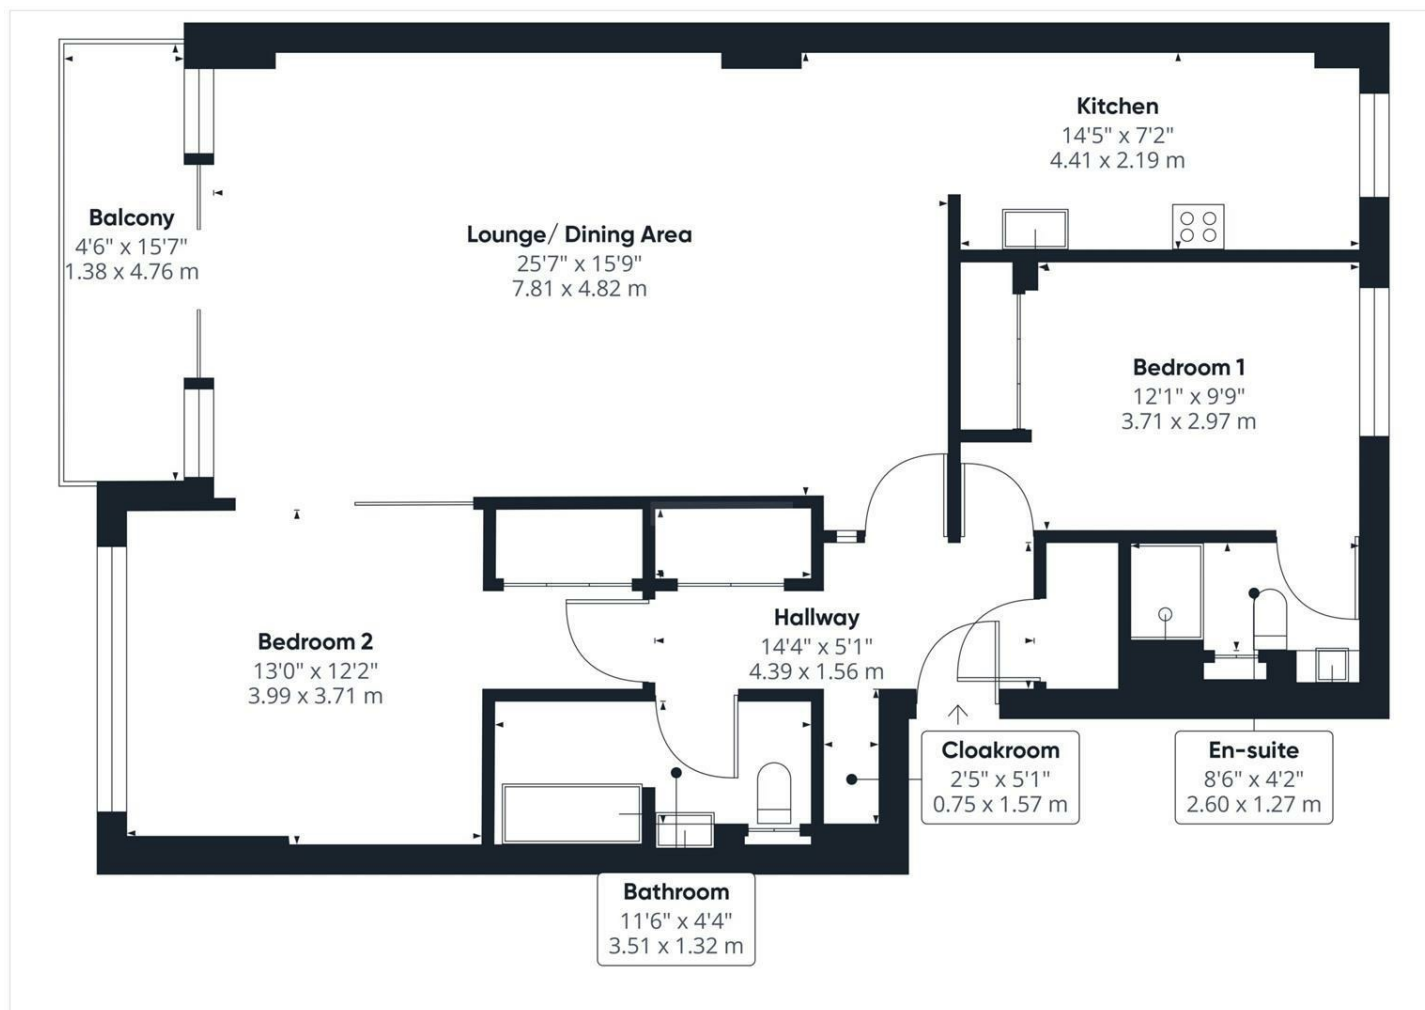 Kitchen
14'5" x 7'2"
4.41 x 2.19 m
Balcony
4'6" x 15'7"
1.38 x 4.76 m
Lounge/ Dining Area
25'7" x 15'9"
7.81 x 4.82 m
Bedroom 1
12'1" x 9'9"
3.71 x 2.97 m
Bedroom 2
13'0" x 12'2"
3.99 x 3.71 m
Hallway
14'4" x 5'1"
4.39 x 1.56 m
Cloakroom
2'5" x 5'1"
0.75 x 1.57 m
En-suite
8'6" x 4'2"
2.60 x 1.27 m
Bathroom
11'6" x 4'4"
3.51 x 1.32 m